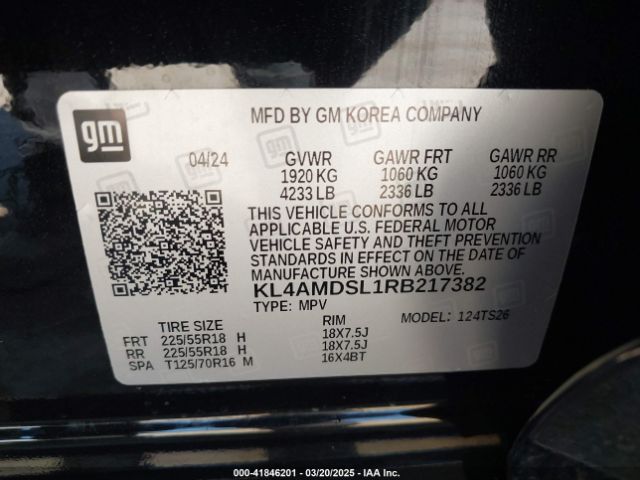 gm
MFD BY GM KOREA COMPANY
04/24 GVWR GAWR FRT GAWR RR
1920 KG 1060 KG 1060 KG
4233 LB 2336 LB 2336 LB
THIS VEHICLE CONFORMS TO ALL
APPLICABLE U.S. FEDERAL MOTOR
VEHICLE SAFETY AND THEFT PREVENTION
STANDARDS IN EFFECT ON THE DATE OF
MANUFACTURE SHOWN ABOVE.
KL4AMDSL1RB217382
TYPE: MPV
TIRE SIZE RIM MODEL: 124TS26
FRT 225/55R18 H 18X7.5J
RR 225/55R18 H 18X7.5J
SPA T125/70R16 M 16X4BT
000-41846201 - 03/20/2025 - IAA Inc.